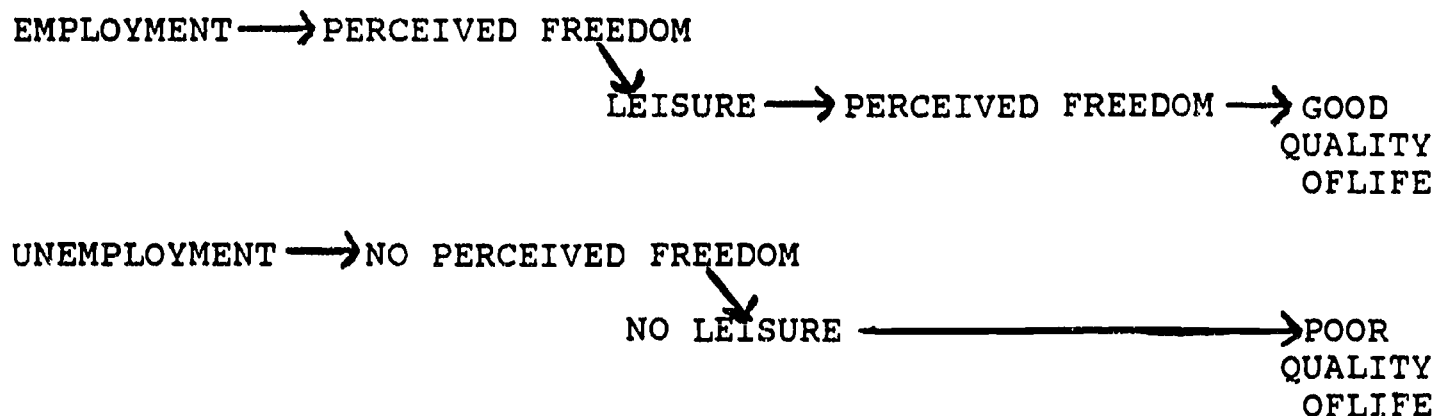 EMPLOYMENT → PERCEIVED FREEDOM
LEISURE → PERCEIVED FREEDOM → GOOD
QUALITY
OFLIFE
UNEMPLOYMENT → NO PERCEIVED FREEDOM
NO LEISURE → POOR
QUALITY
OFLIFE